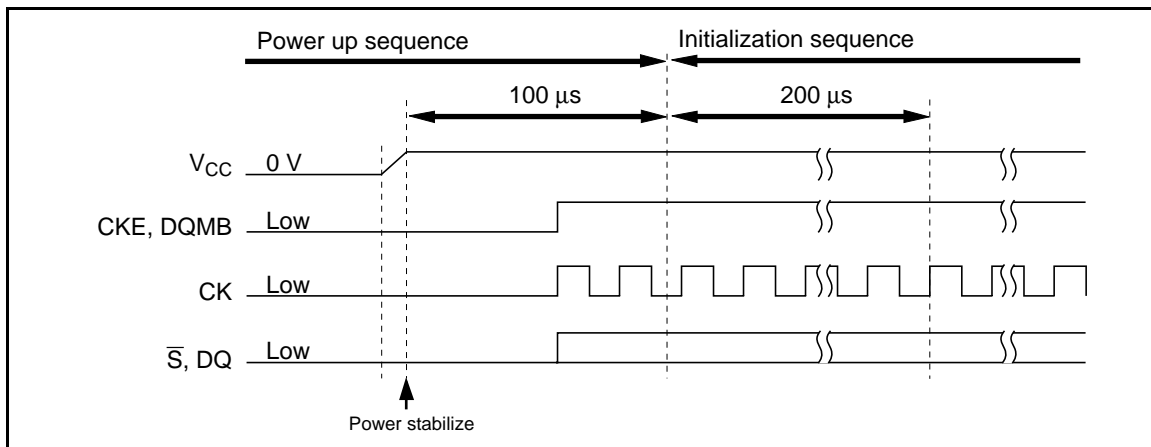 Power up sequence
Initialization sequence
100 μs
200 μs
VCC
0 V
CKE, DQMB
Low
CK
Low
S̅, DQ
Low
Power stabilize